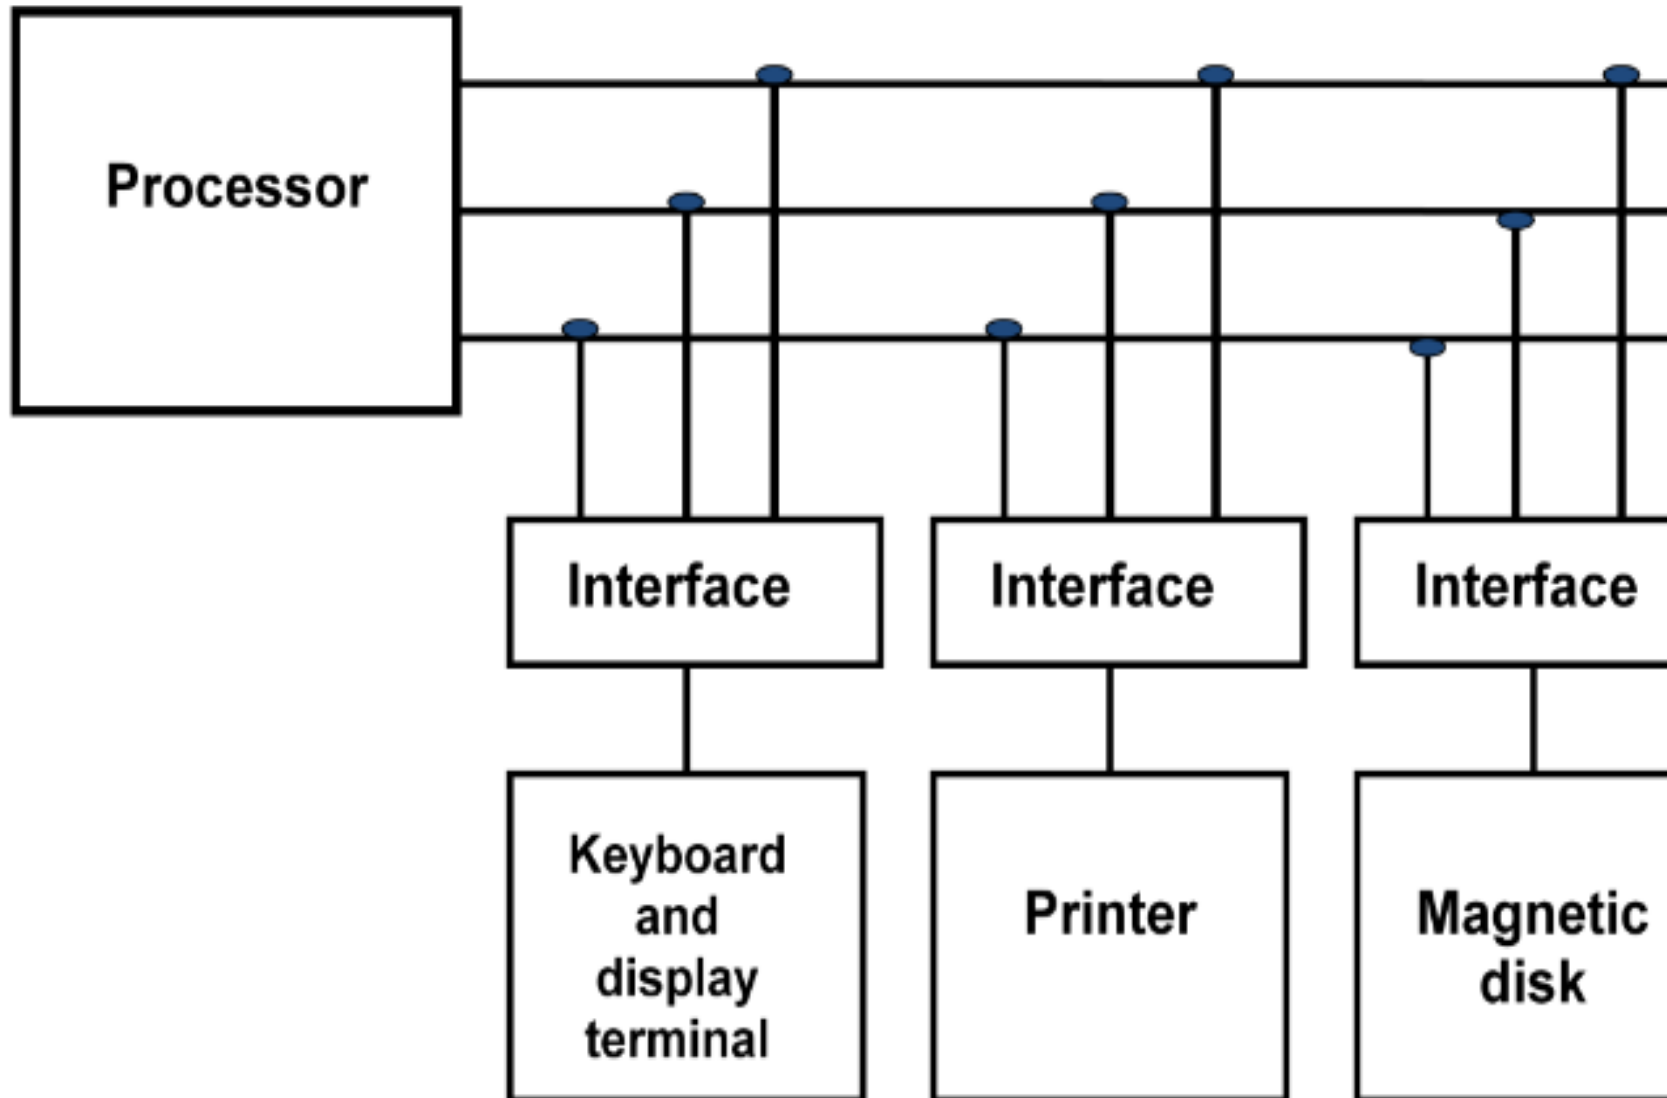 Processor
Interface
Interface
Interface
Keyboard
and
display
terminal
Printer
Magnetic
disk